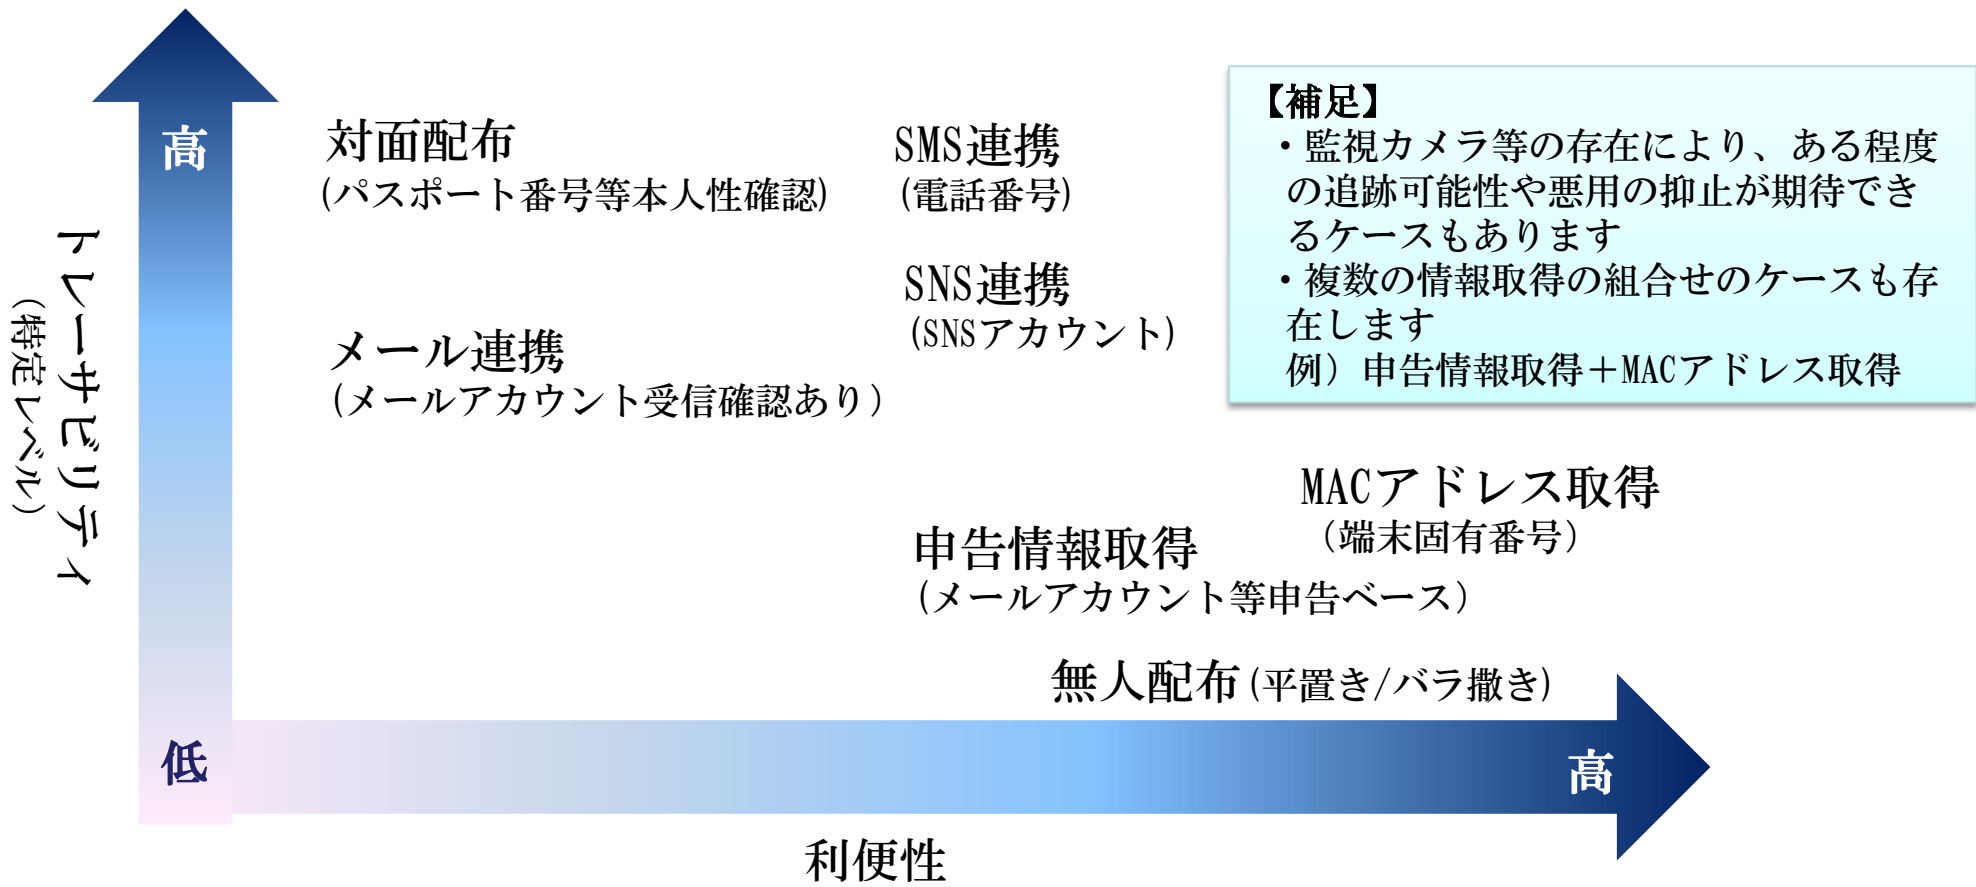 高
トレーサビリティ
（特定レベル）
低
対面配布
(パスポート番号等本人性確認)
SMS連携
(電話番号)
SNS連携
(SNSアカウント)
メール連携
(メールアカウント受信確認あり）
【補足】
・監視カメラ等の存在により、ある程度
の追跡可能性や悪用の抑止が期待でき
るケースもあります
・複数の情報取得の組合せのケースも存
在します
例）申告情報取得＋MACアドレス取得
MACアドレス取得
（端末固有番号）
申告情報取得
(メールアカウント等申告ベース）
無人配布(平置き/バラ撒き)
高
利便性